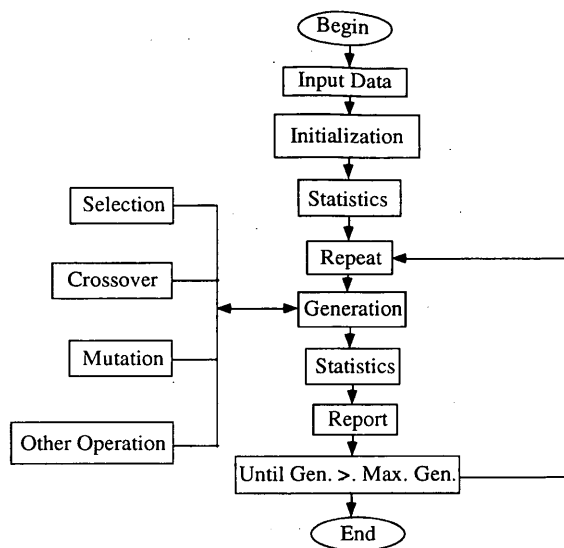 Begin
Input Data
Initialization
Statistics
Selection
Repeat
Crossover
Generation
Mutation
Statistics
Report
Other Operation
Until Gen. >. Max. Gen.
End